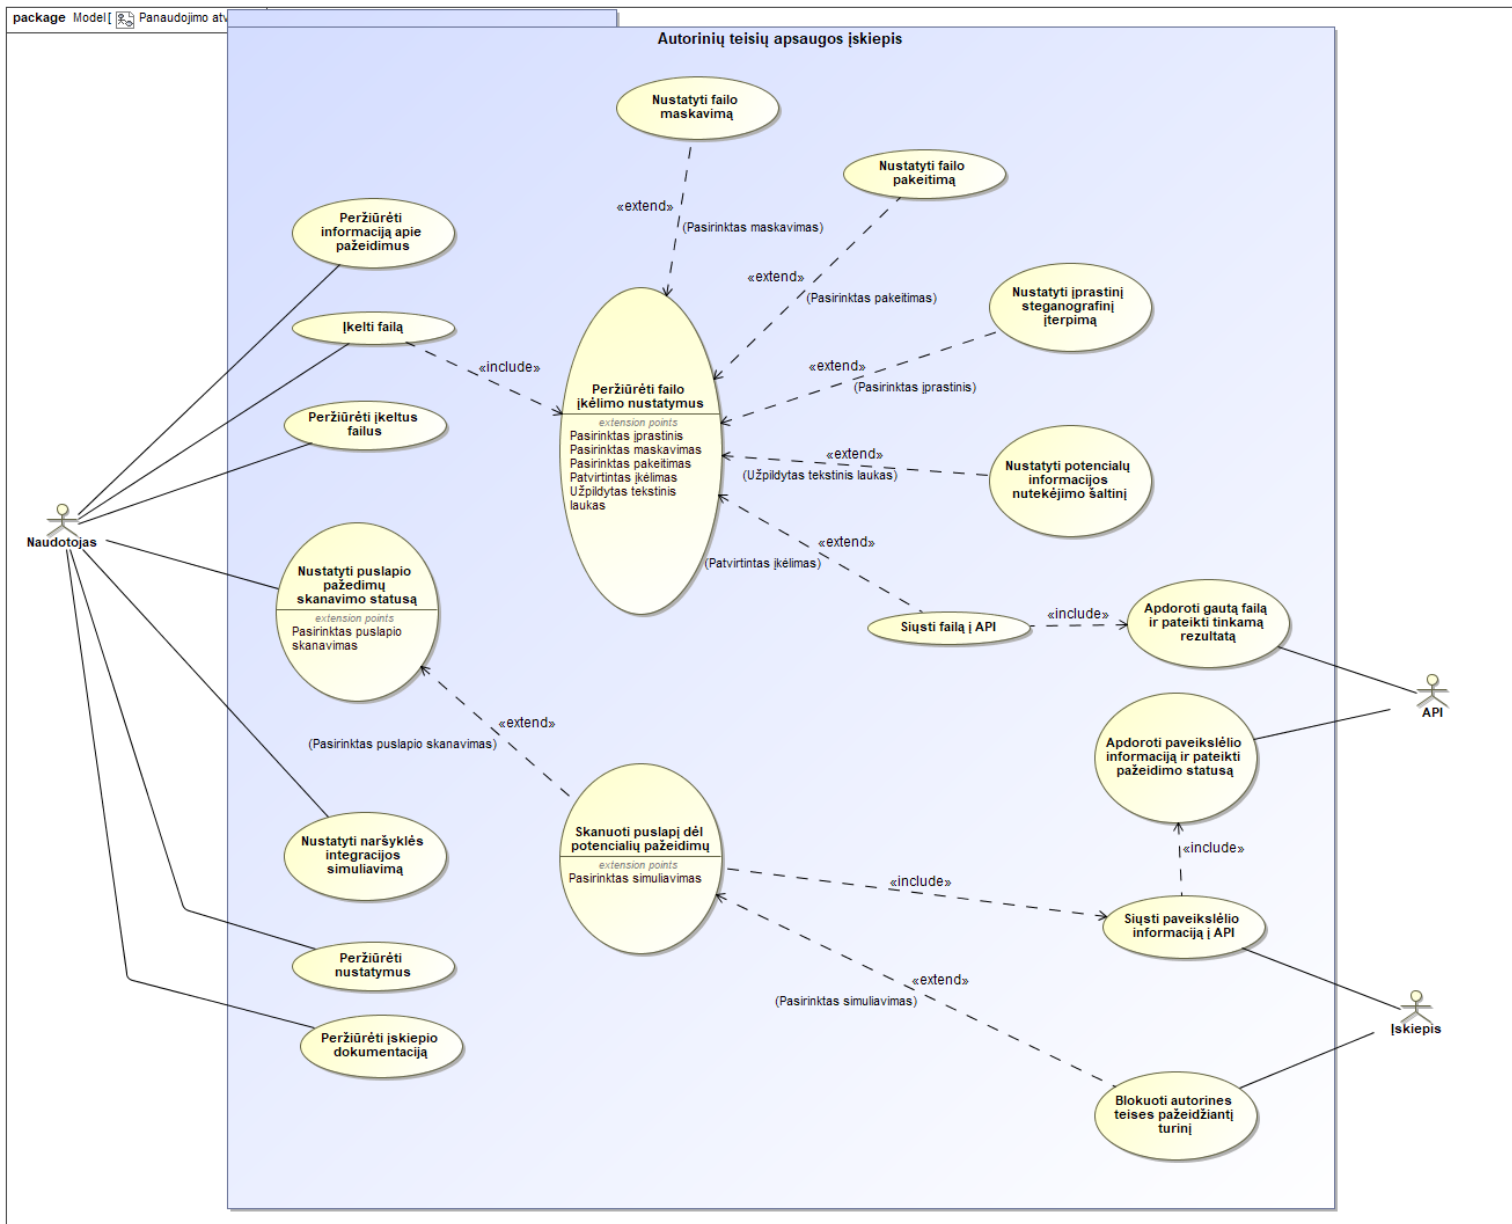 package Model[ Panaudojimo
Autorinių teisių apsaugos įskiepis
Nustatyti failo
maskavimą
Nustatyti failo
pakeitimą
«extend»
(Pasirinktas maskavimas)
Peržiūrėti
informaciją apie
pažeidimus
«extend»
(Pasirinktas pakeitimas)
Nustatyti įprastinį
steganografinį
įterpimą
Įkelti failą
«include»
«extend»
(Pasirinktas įprastinis)
Peržiūrėti failo
įkėlimo nustatymus
extension points
Pasirinktas įprastinis
Pasirinktas maskavimas
Pasirinktas pakeitimas
Patvirtintas įkėlimas
Užpildytas tekstinis
laukas
Peržiūrėti įkeltus
failus
«extend»
(Užpildytas tekstinis laukas)
Nustatyti potencialų
informacijos
nutekėjimo šaltinį
Naudotojas
«extend»
(Patvirtintas įkėlimas)
Nustatyti puslapio
pažedimų
skanavimo statusą
extension points
Pasirinktas puslapio
skanavimas
Siųsti failą į API
«include»
Apdoroti gautą failą
ir pateikti tinkamą
rezultatą
API
«extend»
(Pasirinktas puslapio skanavimas)
Apdoroti paveikslėlio
informaciją ir pateikti
pažeidimo statusą
Nustatyti naršyklės
integracijos
simuliavimą
Skanuoti puslapį dėl
potencialių pažeidimų
extension points
Pasirinktas simuliavimas
«include»
«include»
Siųsti paveikslėlio
informaciją į API
Peržiūrėti
nustatymus
«extend»
(Pasirinktas simuliavimas)
Įskiepis
Peržiūrėti įskiepio
dokumentaciją
Blokuoti autorines
teises pažeidžiantį
turinį